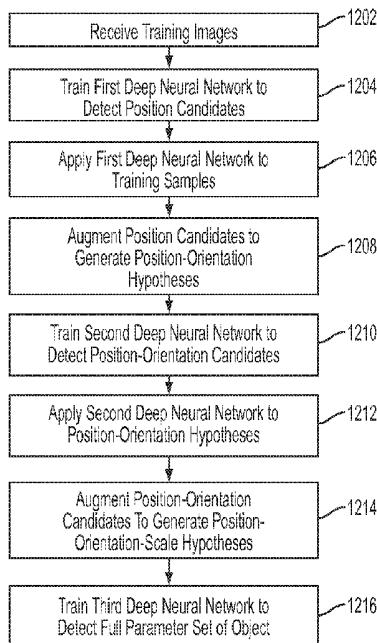 Receive Training Images
1202
Train First Deep Neural Network to
Detect Position Candidates
1204
Apply First Deep Neural Network to
Training Samples
1206
Augment Position Candidates to
Generate Position-Orientation
Hypotheses
1208
Train Second Deep Neural Network to
Detect Position-Orientation Candidates
1210
Apply Second Deep Neural Network to
Position-Orientation Hypotheses
1212
Augment Position-Orientation
Candidates To Generate Position-
Orientation-Scale Hypotheses
1214
Train Third Deep Neural Network to
Detect Full Parameter Set of Object
1216